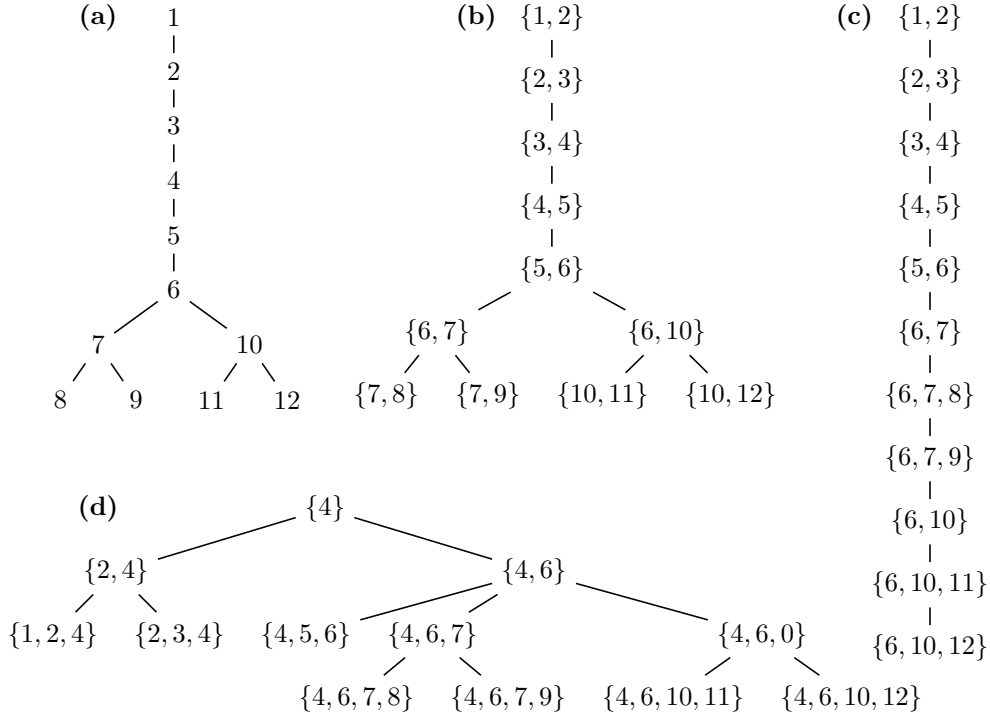 (a) 1
2
3
4
5
6
7 10
8 9 11 12
(b) {1, 2}
{2, 3}
{3, 4}
{4, 5}
{5, 6}
{6, 7} {6, 10}
{7, 8} {7, 9} {10, 11} {10, 12}
(c) {1, 2}
{2, 3}
{3, 4}
{4, 5}
{5, 6}
{6, 7}
{6, 7, 8}
{6, 7, 9}
{6, 10}
{6, 10, 11}
{6, 10, 12}
(d) {4}
{2, 4} {4, 6}
{1, 2, 4} {2, 3, 4} {4, 5, 6} {4, 6, 7} {4, 6, 0}
{4, 6, 7, 8} {4, 6, 7, 9} {4, 6, 10, 11} {4, 6, 10, 12}